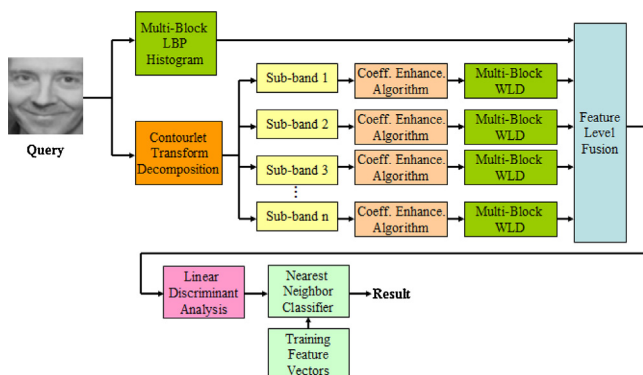 Multi-Block
LBP
Histogram
Query
Contourlet
Transform
Decomposition
Sub-band 1
Coeff. Enhance.
Algorithm
Multi-Block
WLD
Sub-band 2
Coeff. Enhance.
Algorithm
Multi-Block
WLD
Sub-band 3
Coeff. Enhance.
Algorithm
Multi-Block
WLD
Sub-band n
Coeff. Enhance.
Algorithm
Multi-Block
WLD
Feature
Level
Fusion
Linear
Discriminant
Analysis
Nearest
Neighbor
Classifier
Result
Training
Feature
Vectors